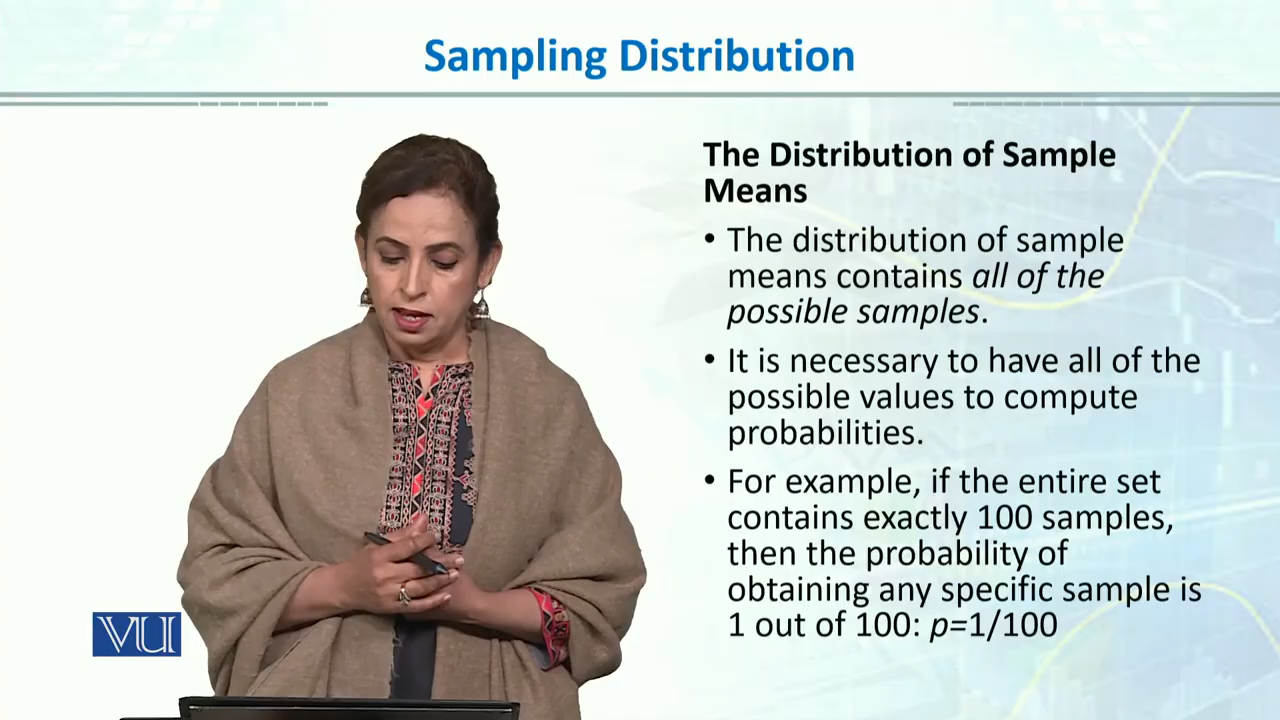 Sampling Distribution
The Distribution of Sample
Means
• The distribution of sample
means contains all of the
possible samples.
• It is necessary to have all of the
possible values to compute
probabilities.
• For example, if the entire set
contains exactly 100 samples,
then the probability of
obtaining any specific sample is
1 out of 100: p=1/100
VU